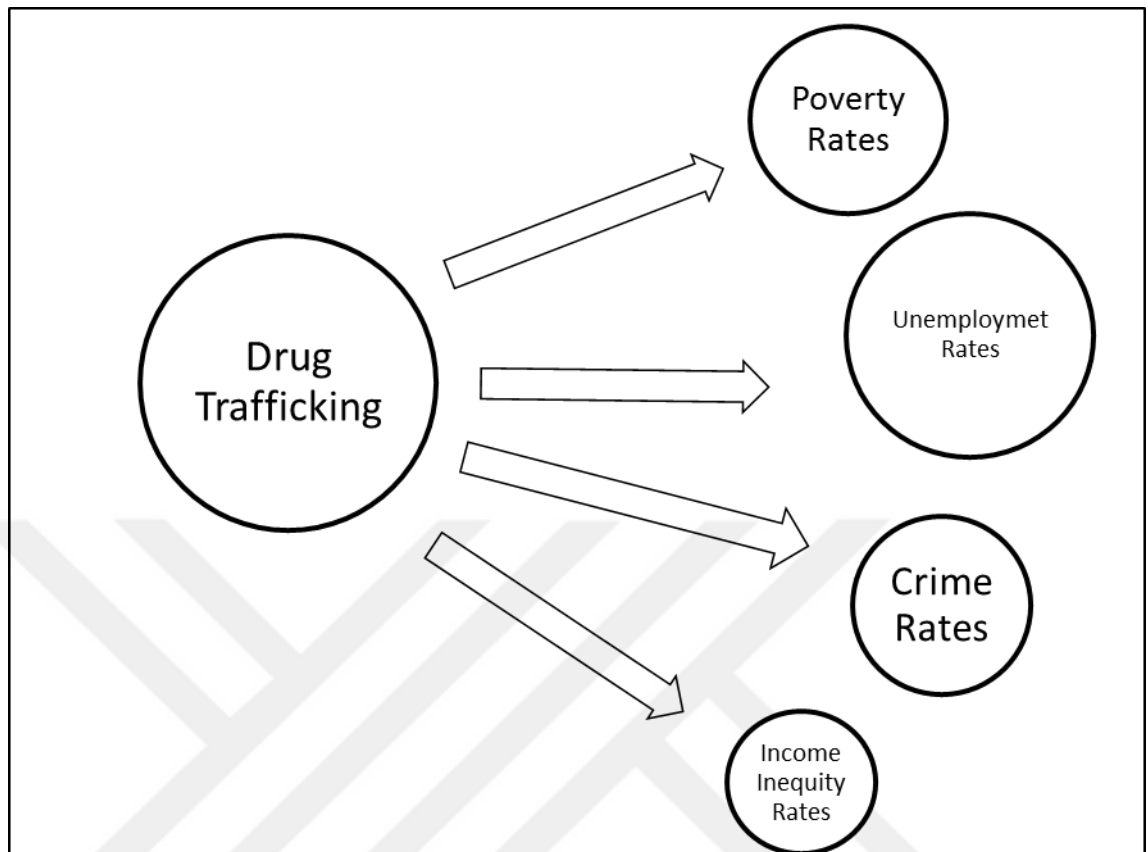 Poverty
Rates
Unemploymet
Rates
Drug
Trafficking
Crime
Rates
Income
Inequity
Rates